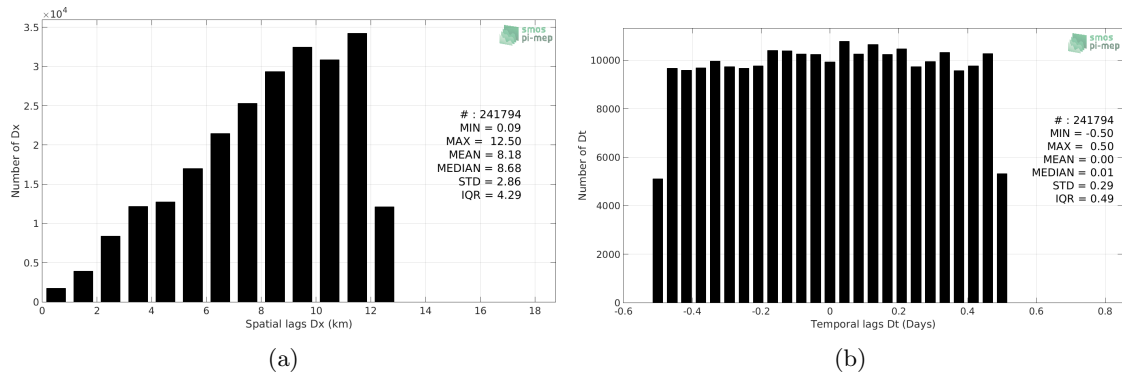 ×10⁴
3.5
3
2.5
2
1.5
1
0.5
0
Number of Dx
0 2 4 6 8 10 12 14 16 18
Spatial lags Dx (km)
smos
pi-mep
# : 241794
MIN = 0.09
MAX = 12.50
MEAN = 8.18
MEDIAN = 8.68
STD = 2.86
IQR = 4.29
(a)
10000
8000
6000
4000
2000
0
Number of Dt
-0.6 -0.4 -0.2 0 0.2 0.4 0.6 0.8
Temporal lags Dt (Days)
smos
pi-mep
# : 241794
MIN = -0.50
MAX = 0.50
MEAN = 0.00
MEDIAN = 0.01
STD = 0.29
IQR = 0.49
(b)